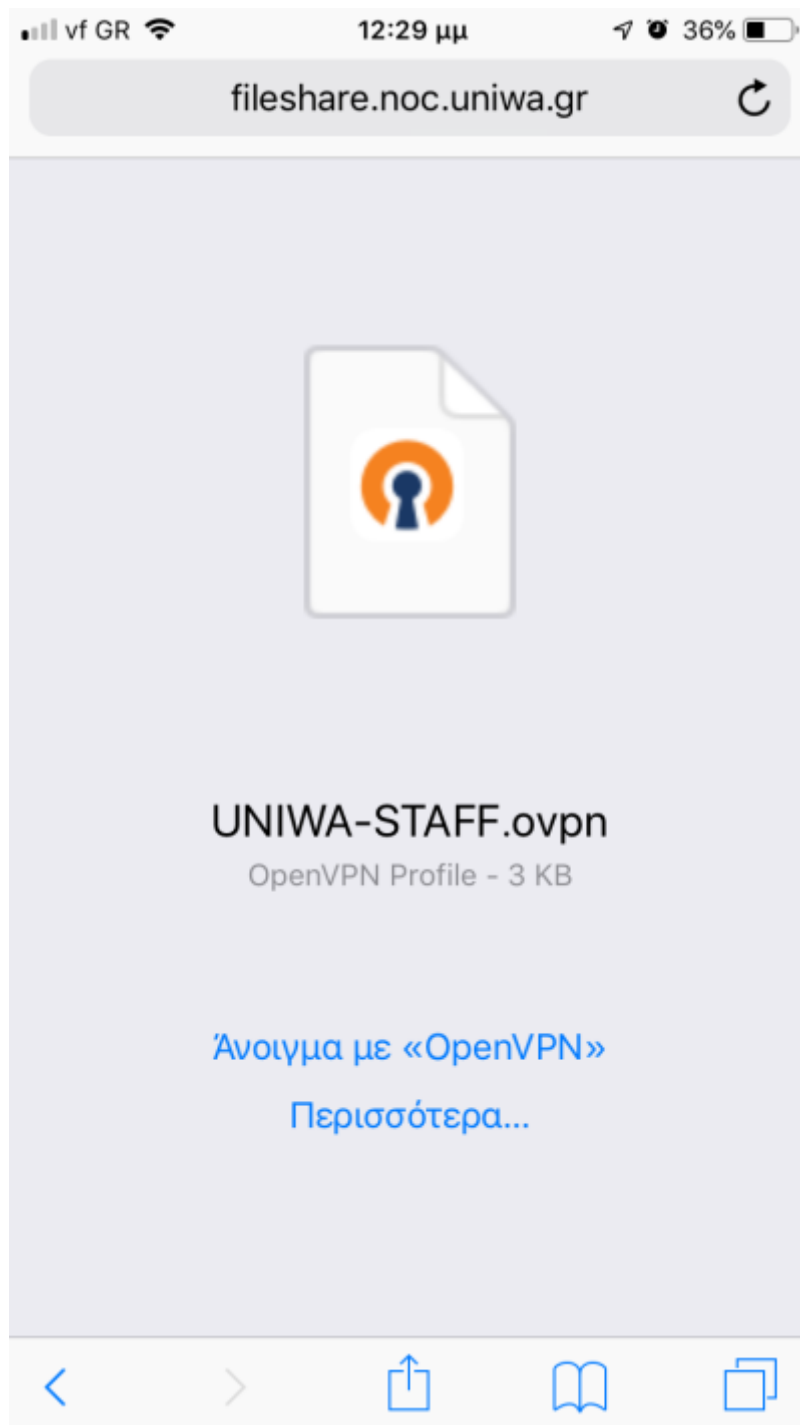 vf GR 12:29 μμ 36%
fileshare.noc.uniwa.gr
UNIWA-STAFF.ovpn
OpenVPN Profile - 3 KB
Άνοιγμα με «OpenVPN»
Περισσότερα...